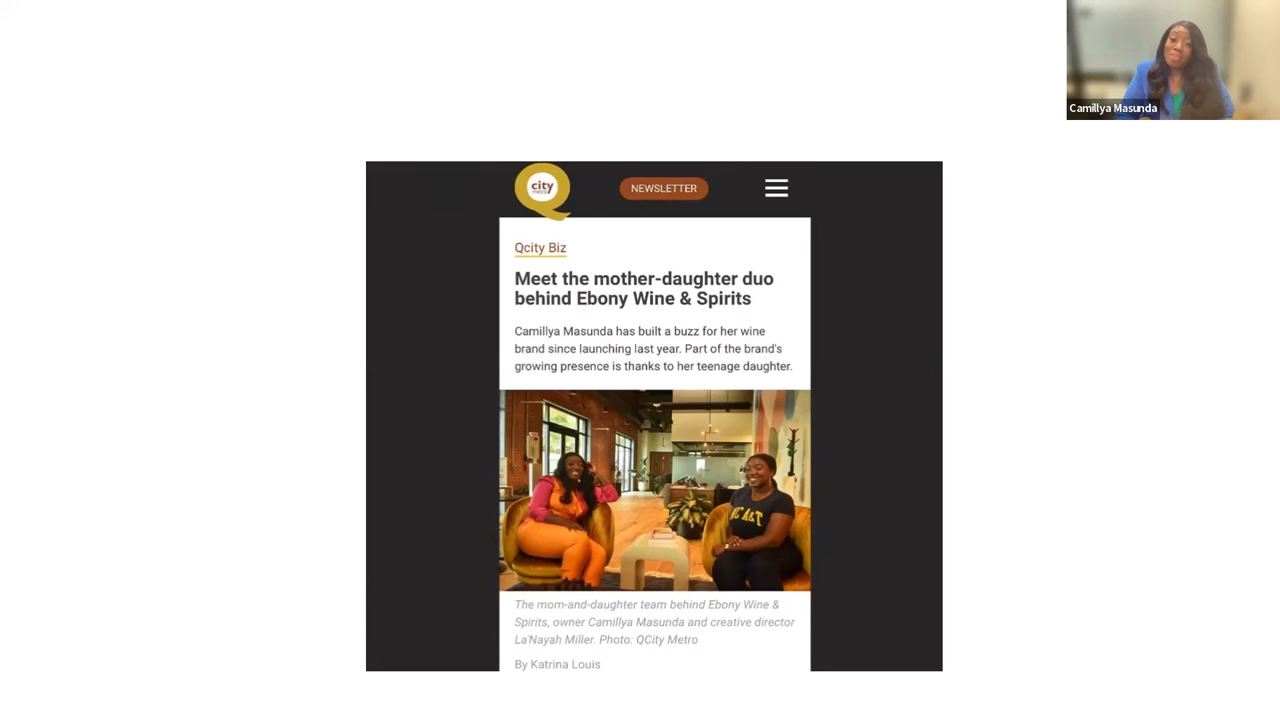 Camillya Masunda
city
NEWSLETTER
Qcity Biz
Meet the mother-daughter duo
behind Ebony Wine & Spirits
Camillya Masunda has built a buzz for her wine
brand since launching last year. Part of the brand's
growing presence is thanks to her teenage daughter.
NC A&T
The mom-and-daughter team behind Ebony Wine &
Spirits, owner Camillya Masunda and creative director
La'Nayah Miller. Photo: QCity Metro
By Katrina Louis